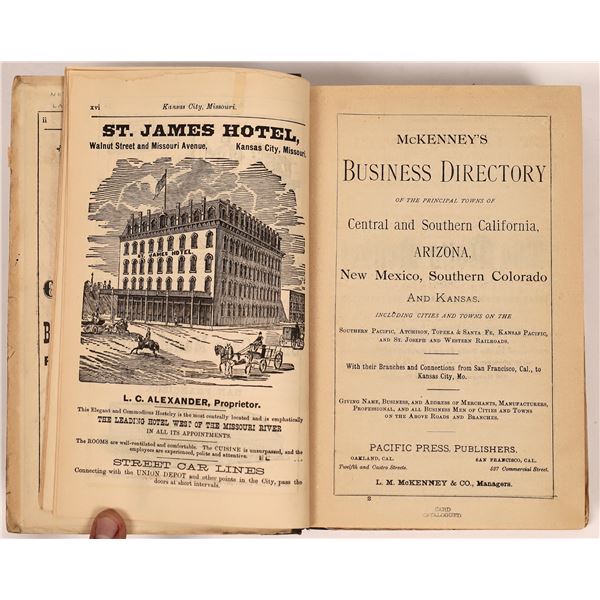 xvi
Kansas City, Missouri.
ST. JAMES HOTEL,
Walnut Street and Missouri Avenue, Kansas City, Missouri,
ST. JAMES HOTEL.
L. C. ALEXANDER, Proprietor.
This Elegant and Commodious Hostelry is the most centrally located and is emphatically
THE LEADING HOTEL WEST OF THE MISSOURI RIVER
IN ALL ITS APPOINTMENTS.
The ROOMS are well-ventilated and comfortable. The CUISINE is unsurpassed, and the
employees are experienced, polite and attentive.
STREET CAR LINES
Connecting with the UNION DEPOT and other points in the City, pass the
doors at short intervals.
ii
MCKENNEY'S
BUSINESS DIRECTORY
OF THE PRINCIPAL TOWNS OF
Central and Southern California,
ARIZONA,
New Mexico, Southern Colorado
AND KANSAS.
INCLUDING CITIES AND TOWNS ON THE
SOUTHERN PACIFIC, ATCHISON, TOPEKA & SANTA FE, KANSAS PACIFIC,
AND ST. JOSEPH AND WESTERN RAILROADS.
With their Branches and Connections from San Francisco, Cal., to
Kansas City, Mo.
GIVING NAME, BUSINESS, AND ADDRESS OF MERCHANTS, MANUFACTURERS,
PROFESSIONAL, AND ALL BUSINESS MEN OF CITIES AND TOWNS
ON THE ABOVE ROADS AND BRANCHES.
PACIFIC PRESS, PUBLISHERS.
OAKLAND, CAL. SAN FRANCISCO, CAL.
Twelfth and Castro Streets. 527 Commercial Street.
L. M. MCKENNEY & CO., Managers.
2
CARD
CATALOGUED